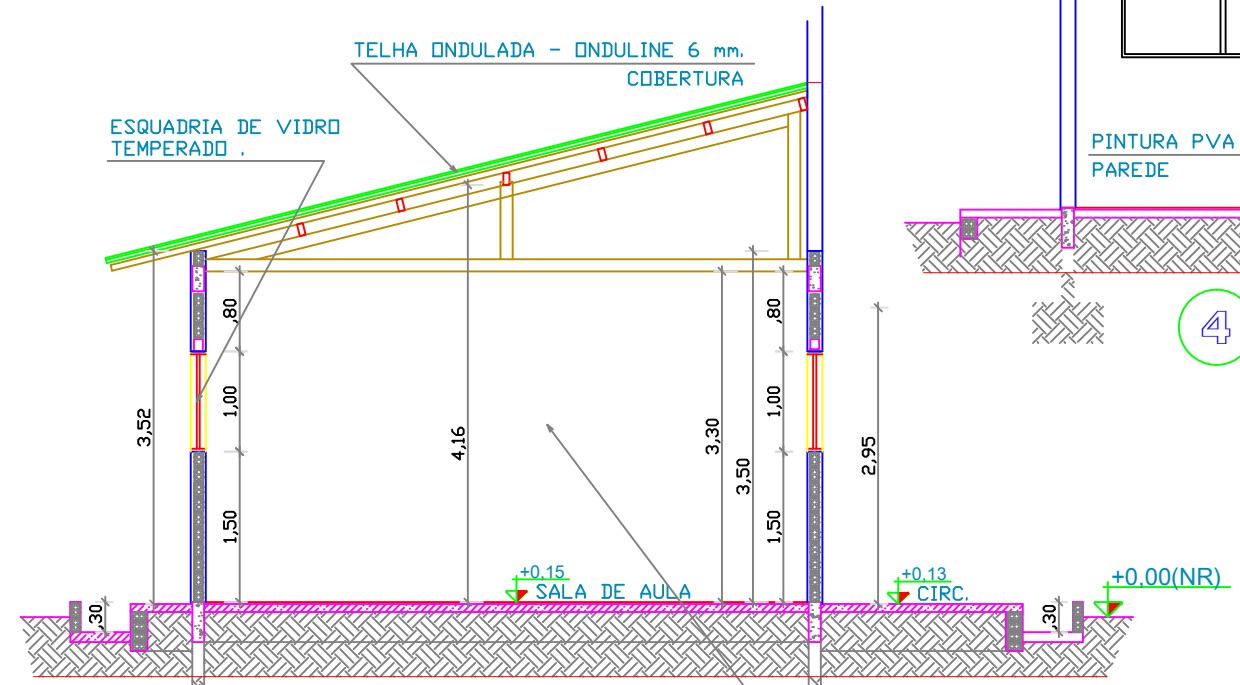 TELHA ONDULADA - ONDULINE 6 mm.
COBERTURA
ESQUADRIA DE VIDRO
TEMPERADO .
PINTURA PVA
PAREDE
,80
,80
4
1,00
1,00
3,52
4,16
3,30
3,50
2,95
1,50
1,50
+0,15
SALA DE AULA
+0,13
CIRC.
+0,00(NR)
,30
,30